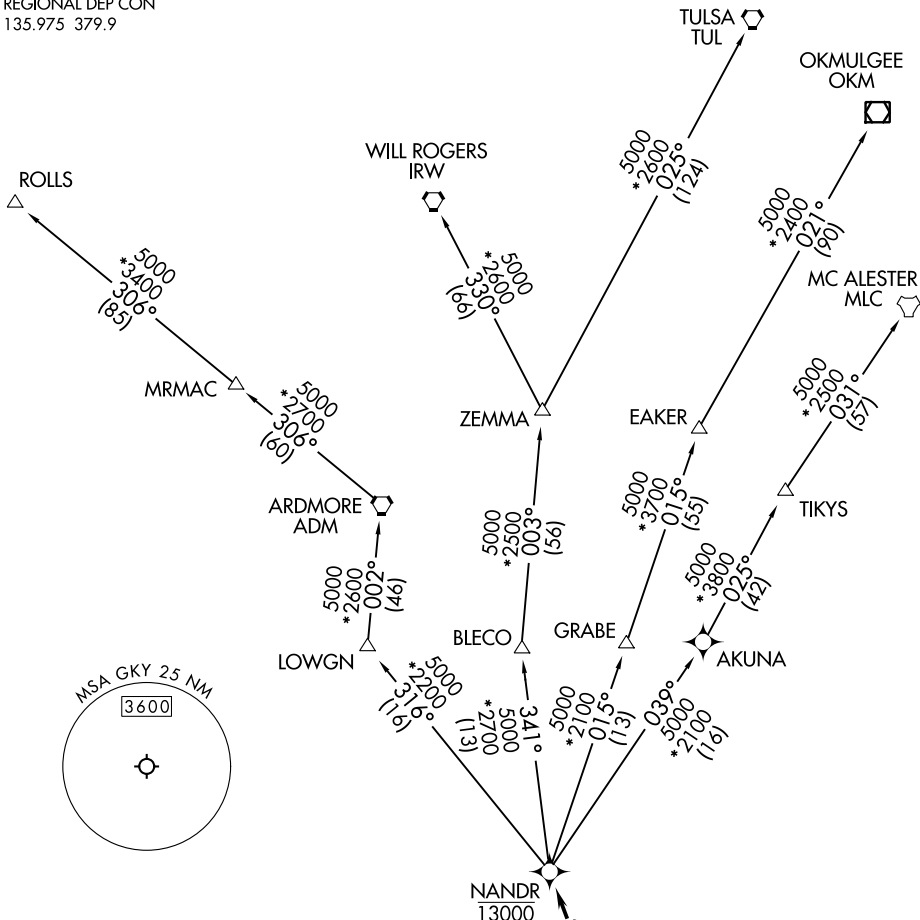 REGIONAL DEP CON
135.975 379.9
TULSA
TUL
OKMULGEE
OKM
5000
*2600
025°
(124)
WILL ROGERS
IRW
ROLLS
5000
*2400
021°
(90)
5000
*2600
330°
(66)
5000
*3400
306°
(85)
MC ALESTER
MLC
MRMAC
5000
*2700
306°
(60)
ZEMMA
EAKER
5000
*2500
031°
(57)
ARDMORE
ADM
5000
*2500
003°
(56)
5000
*3700
015°
(55)
TIKYS
5000
*2600
002°
(46)
5000
*3800
025°
(42)
LOWGN
BLECO
GRABE
AKUNA
MSA GKY 25 NM
3600
5000
*2200
316°
(16)
341°
5000
*2700
(13)
5000
*2100
015°
(13)
039°
5000
*2100
(16)
NANDR
13000